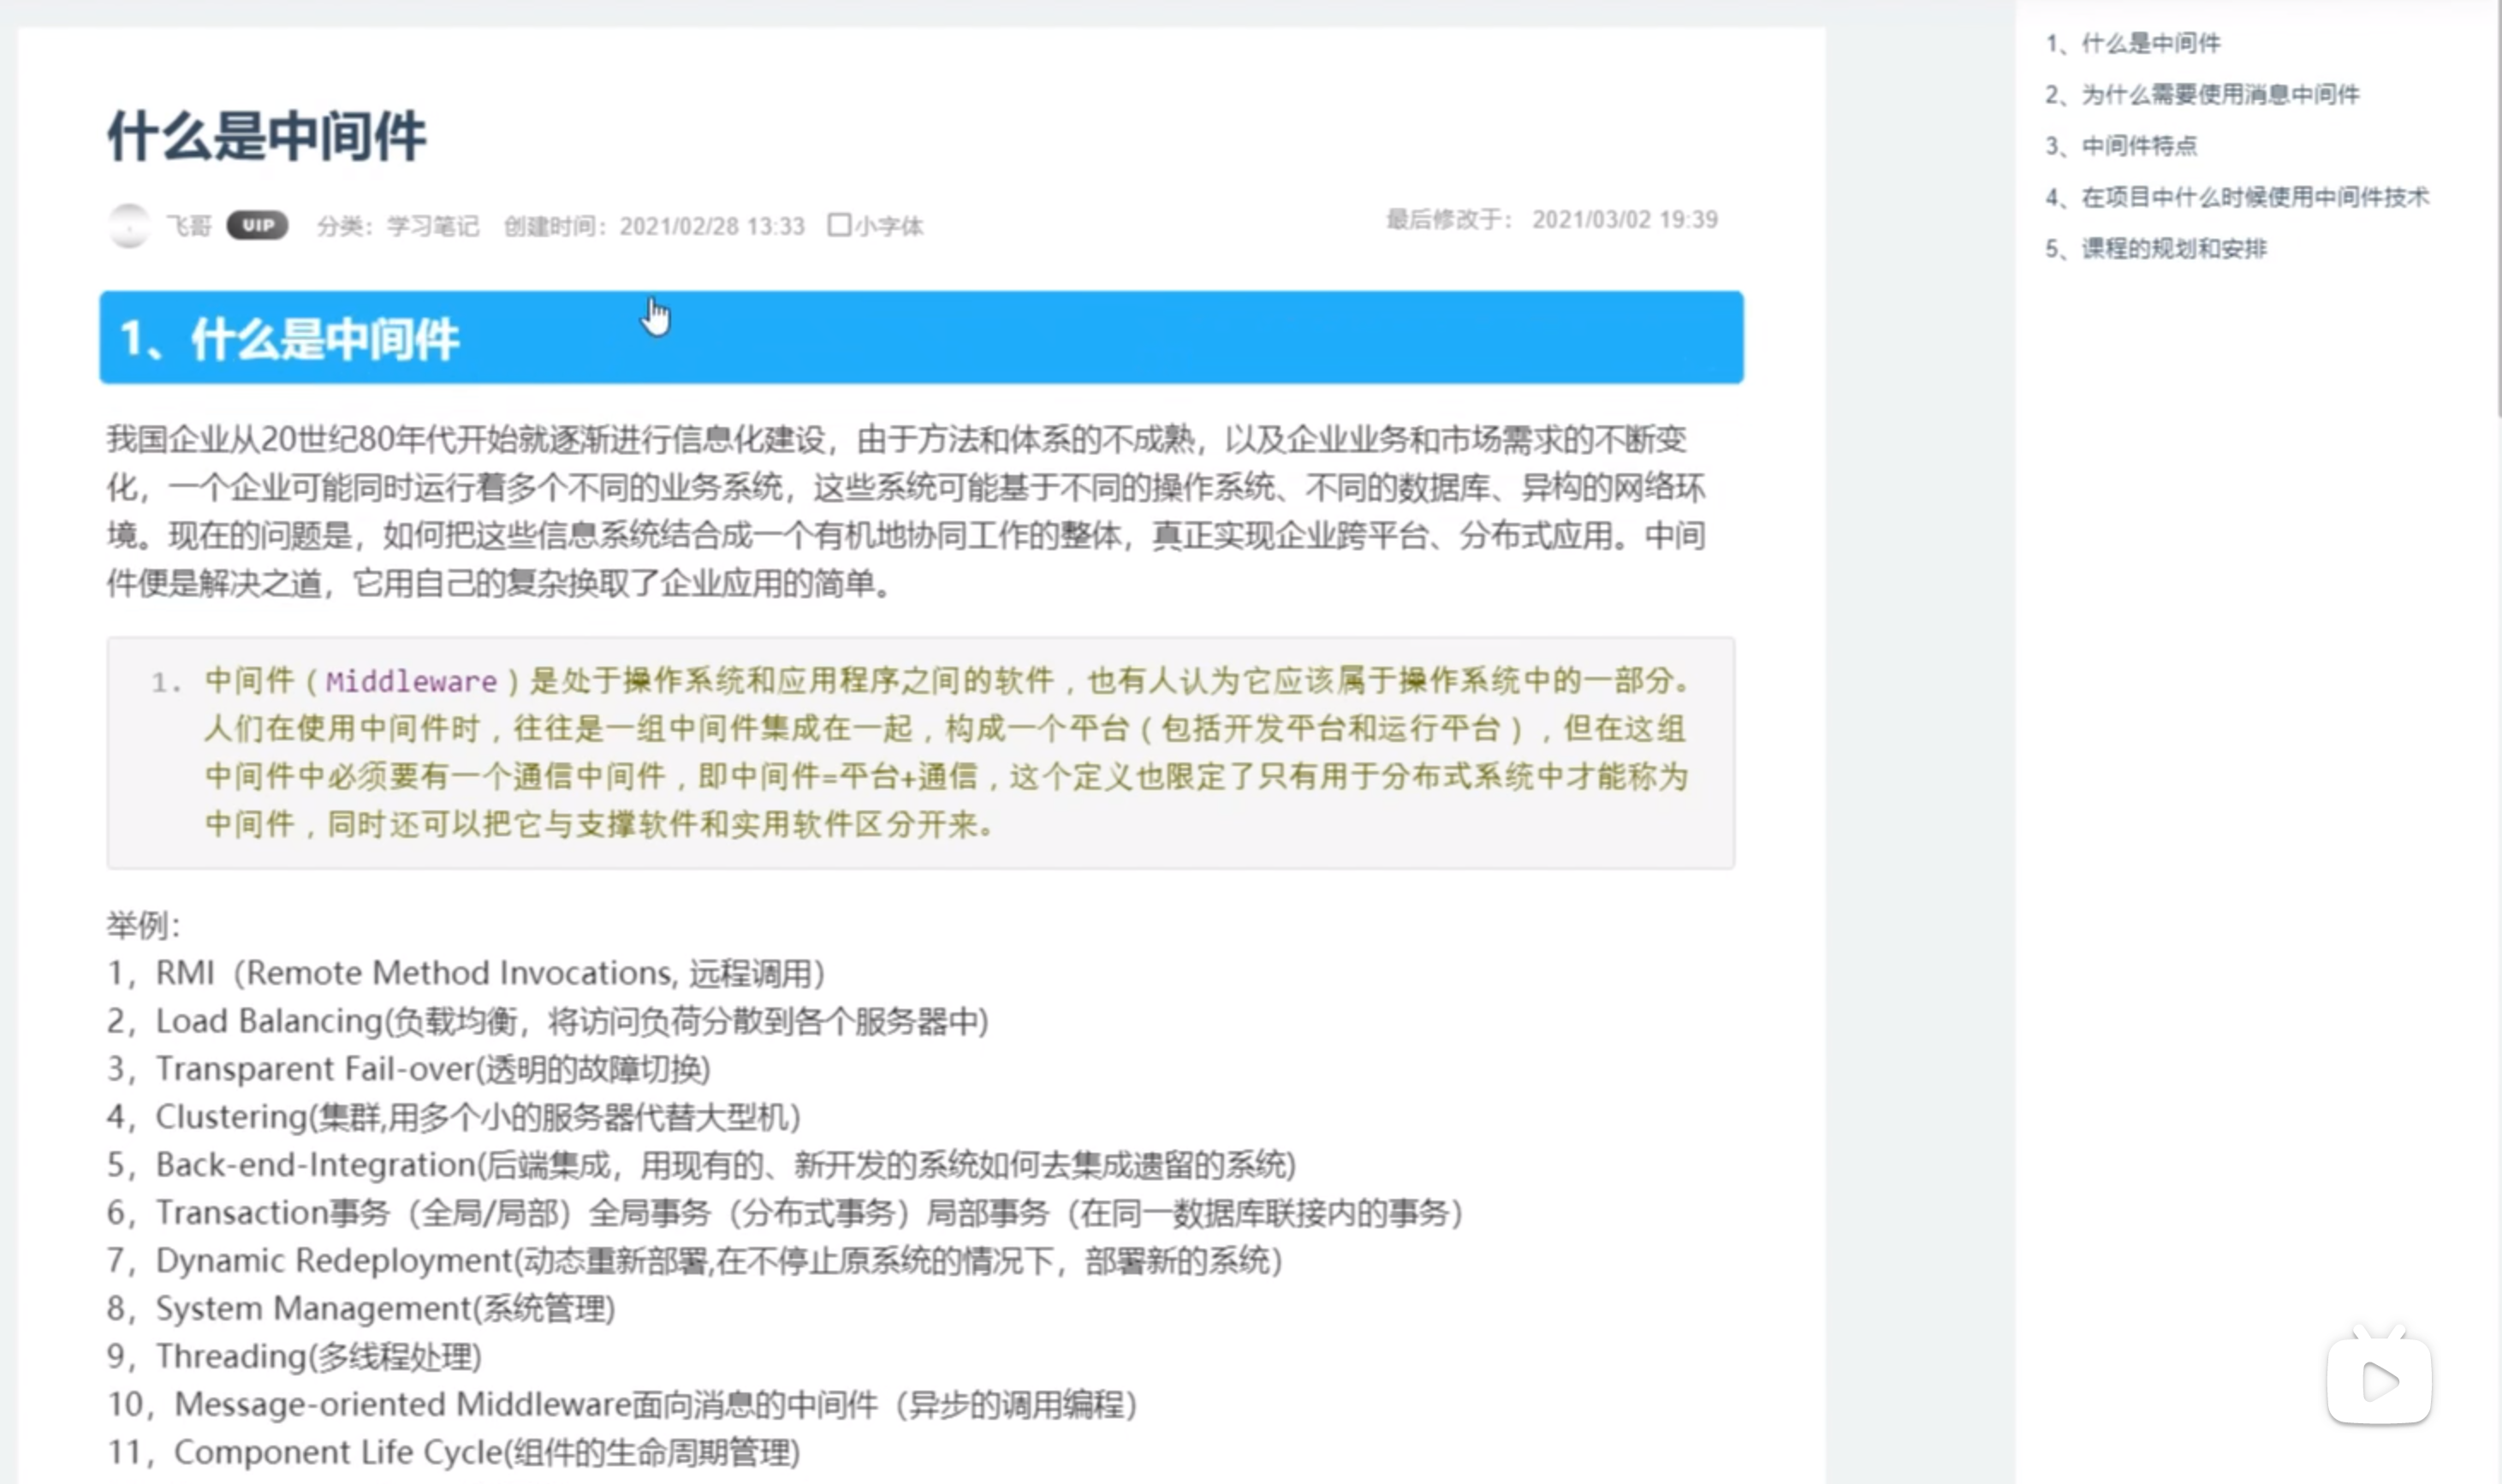 什么是中间件
飞哥 UIP 分类：学习笔记 创建时间：2021/02/28 13:33 小字体 最后修改于： 2021/03/02 19:39
1、什么是中间件
我国企业从20世纪80年代开始就逐渐进行信息化建设，由于方法和体系的不成熟，以及企业业务和市场需求的不断变
化，一个企业可能同时运行着多个不同的业务系统，这些系统可能基于不同的操作系统、不同的数据库、异构的网络环
境。现在的问题是，如何把这些信息系统结合成一个有机地协同工作的整体，真正实现企业跨平台、分布式应用。中间
件便是解决之道，它用自己的复杂换取了企业应用的简单。
1. 中间件（Middleware）是处于操作系统和应用程序之间的软件，也有人认为它应该属于操作系统中的一部分。
人们在使用中间件时，往往是一组中间件集成在一起，构成一个平台（包括开发平台和运行平台），但在这组
中间件中必须要有一个通信中间件，即中间件=平台+通信，这个定义也限定了只有用于分布式系统中才能称为
中间件，同时还可以把它与支撑软件和实用软件区分开来。
举例：
1，RMI（Remote Method Invocations, 远程调用）
2，Load Balancing(负载均衡，将访问负荷分散到各个服务器中)
3，Transparent Fail-over(透明的故障切换)
4，Clustering(集群,用多个小的服务器代替大型机）
5，Back-end-Integration(后端集成，用现有的、新开发的系统如何去集成遗留的系统)
6，Transaction事务（全局/局部）全局事务（分布式事务）局部事务（在同一数据库联接内的事务）
7，Dynamic Redeployment(动态重新部署,在不停止原系统的情况下，部署新的系统）
8，System Management(系统管理)
9，Threading(多线程处理)
10，Message-oriented Middleware面向消息的中间件（异步的调用编程）
11，Component Life Cycle(组件的生命周期管理)
1、什么是中间件
2、为什么需要使用消息中间件
3、中间件特点
4、在项目中什么时候使用中间件技术
5、课程的规划和安排